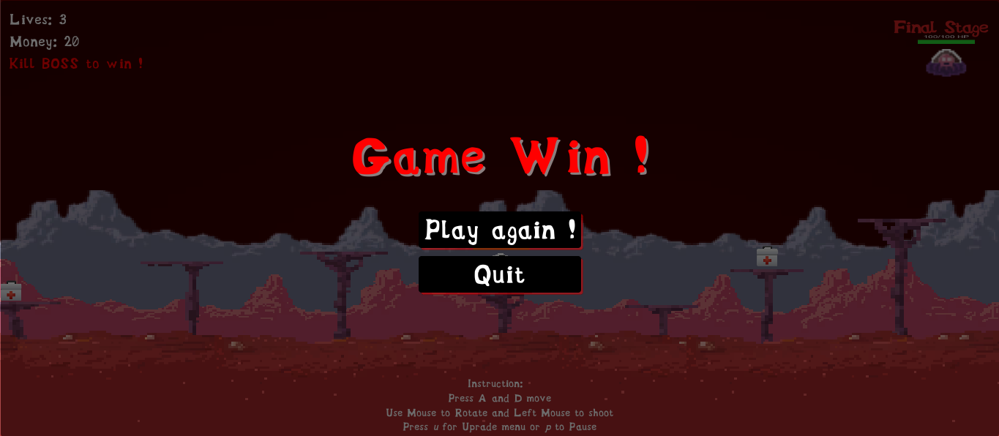 Lives: 3
Money: 20
Kill BOSS to win !
Final Stage
100/100 HP
Game Win !
Play again !
Quit
Instruction:
Press A and D move
Use Mouse to Rotate and Left Mouse to shoot
Press u for Uprade menu or p to Pause